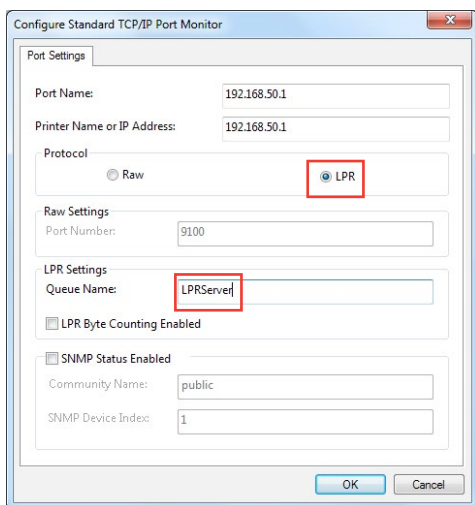 Configure Standard TCP/IP Port Monitor
Port Settings
Port Name: 192.168.50.1
Printer Name or IP Address: 192.168.50.1
Protocol
Raw LPR
Raw Settings
Port Number: 9100
LPR Settings
Queue Name: LPRServer
LPR Byte Counting Enabled
SNMP Status Enabled
Community Name: public
SNMP Device Index: 1
OK Cancel